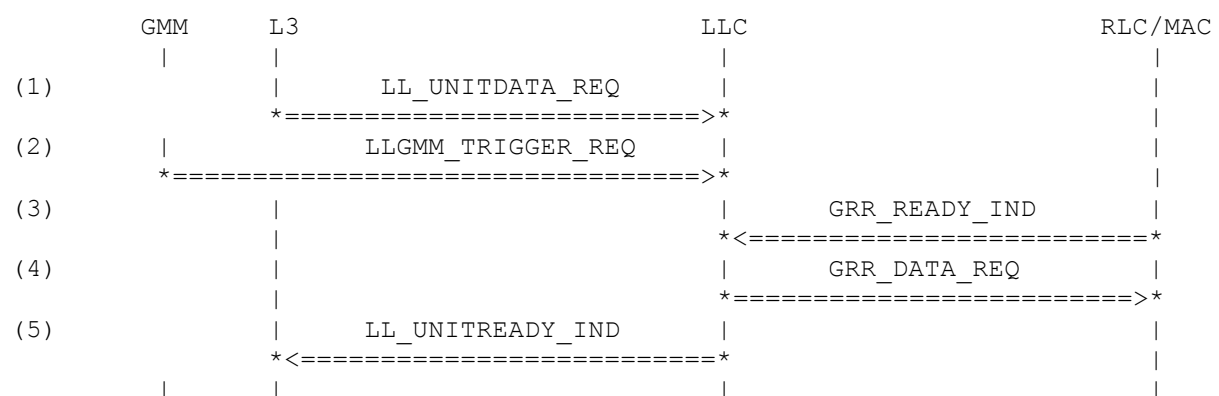 GMM L3 LLC RLC/MAC
| | | |
(1) | LL_UNITDATA_REQ | |
*==========================>* |
(2) | LLGMM_TRIGGER_REQ | |
*=================================>* |
(3) | | GRR_READY_IND |
| *<=========================*
(4) | | GRR_DATA_REQ |
| *=========================>*
(5) | LL_UNITREADY_IND | |
*<==========================* |
| | | |